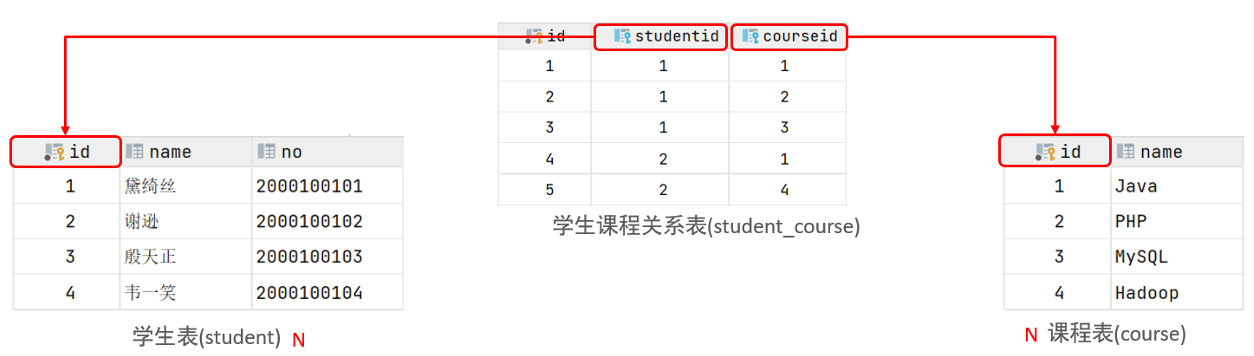 id studentid courseid
1 1 1
2 1 2
3 1 3
4 2 1
5 2 4
学生课程关系表(student_course)
id name no
1 黛绮丝 2000100101
2 谢逊 2000100102
3 殷天正 2000100103
4 韦一笑 2000100104
学生表(student) N
id name
1 Java
2 PHP
3 MySQL
4 Hadoop
N 课程表(course)